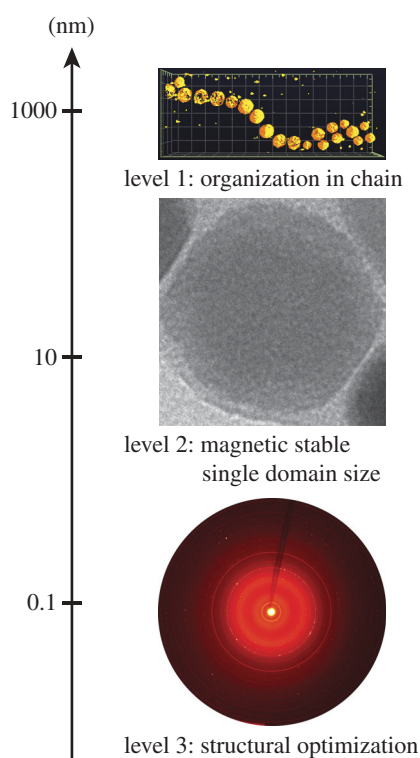 (nm)
1000
level 1: organization in chain
10
level 2: magnetic stable
single domain size
0.1
level 3: structural optimization